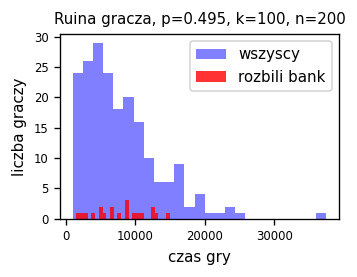 Ruina gracza, p=0.495, k=100, n=200
wszyscy
rozbili bank
liczba graczy
30
25
20
15
10
5
0
0
10000
20000
30000
czas gry